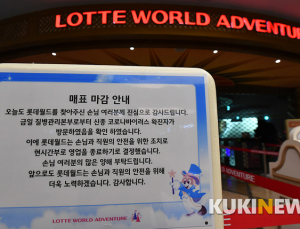 LOTTE WORLD ADVENTURE
매표 마감 안내
오늘도 롯데월드를 찾아주신 손님 여러분께 진심으로 감사드립니다.
금일 질병관리본부로부터 신종 코로나바이러스 확진자가
방문하였음을 확인 하였습니다.
이에 롯데월드는 손님과 직원의 안전을 위한 조치로
현시간부로 영업을 종료하기로 결정했습니다.
손님 여러분의 많은 양해 부탁드립니다.
앞으로도 롯데월드는 손님과 직원의 안전을 위해
더욱 노력하겠습니다. 감사합니다.
LOTTE WORLD ADVENTURE
ADVENTURE
KUKINEWS